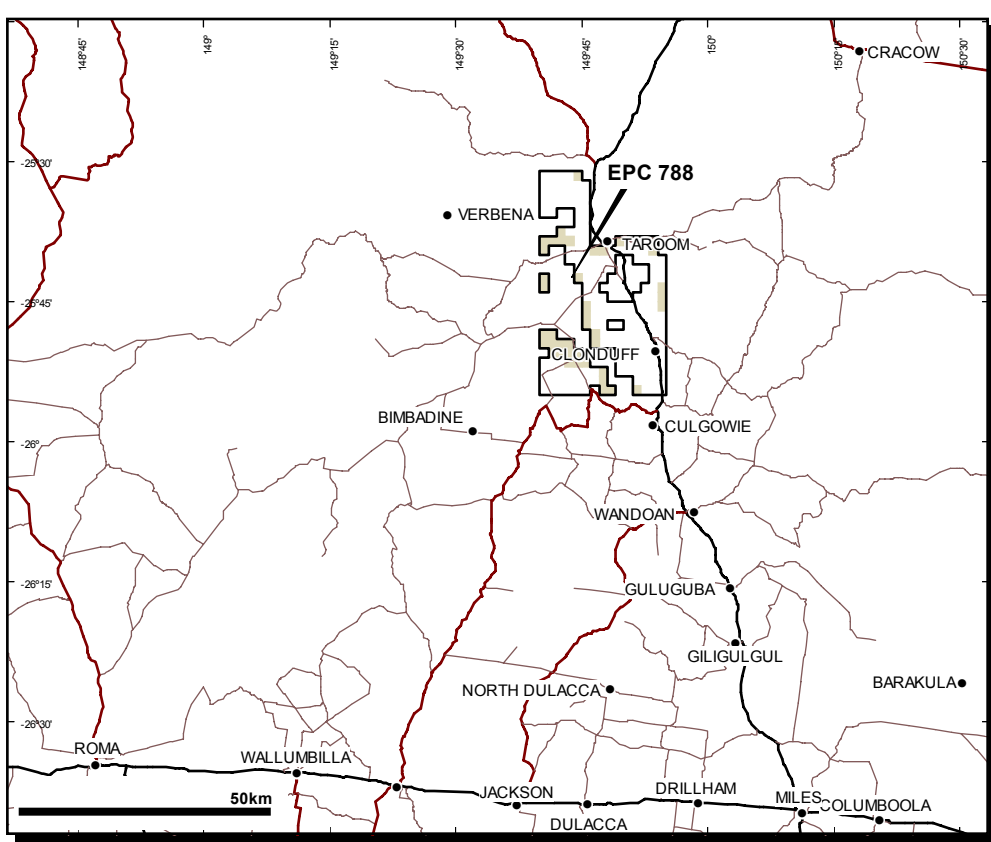 148°45'
149°
149°15'
149°30'
149°45'
150°
150°15'
150°30'
CRACOW
-25°30'
EPC 788
VERBENA
TAROOM
-25°45'
CLONDUFF
BIMBADINE
CULGOWIE
-26°
WANDOAN
-26°15'
GULUGUBA
GILIGULGUL
BARAKULA
NORTH DULACCA
-26°30'
ROMA
WALLUMBILLA
JACKSON
DRILLHAM
MILES
COLUMBOOLA
50km
DULACCA